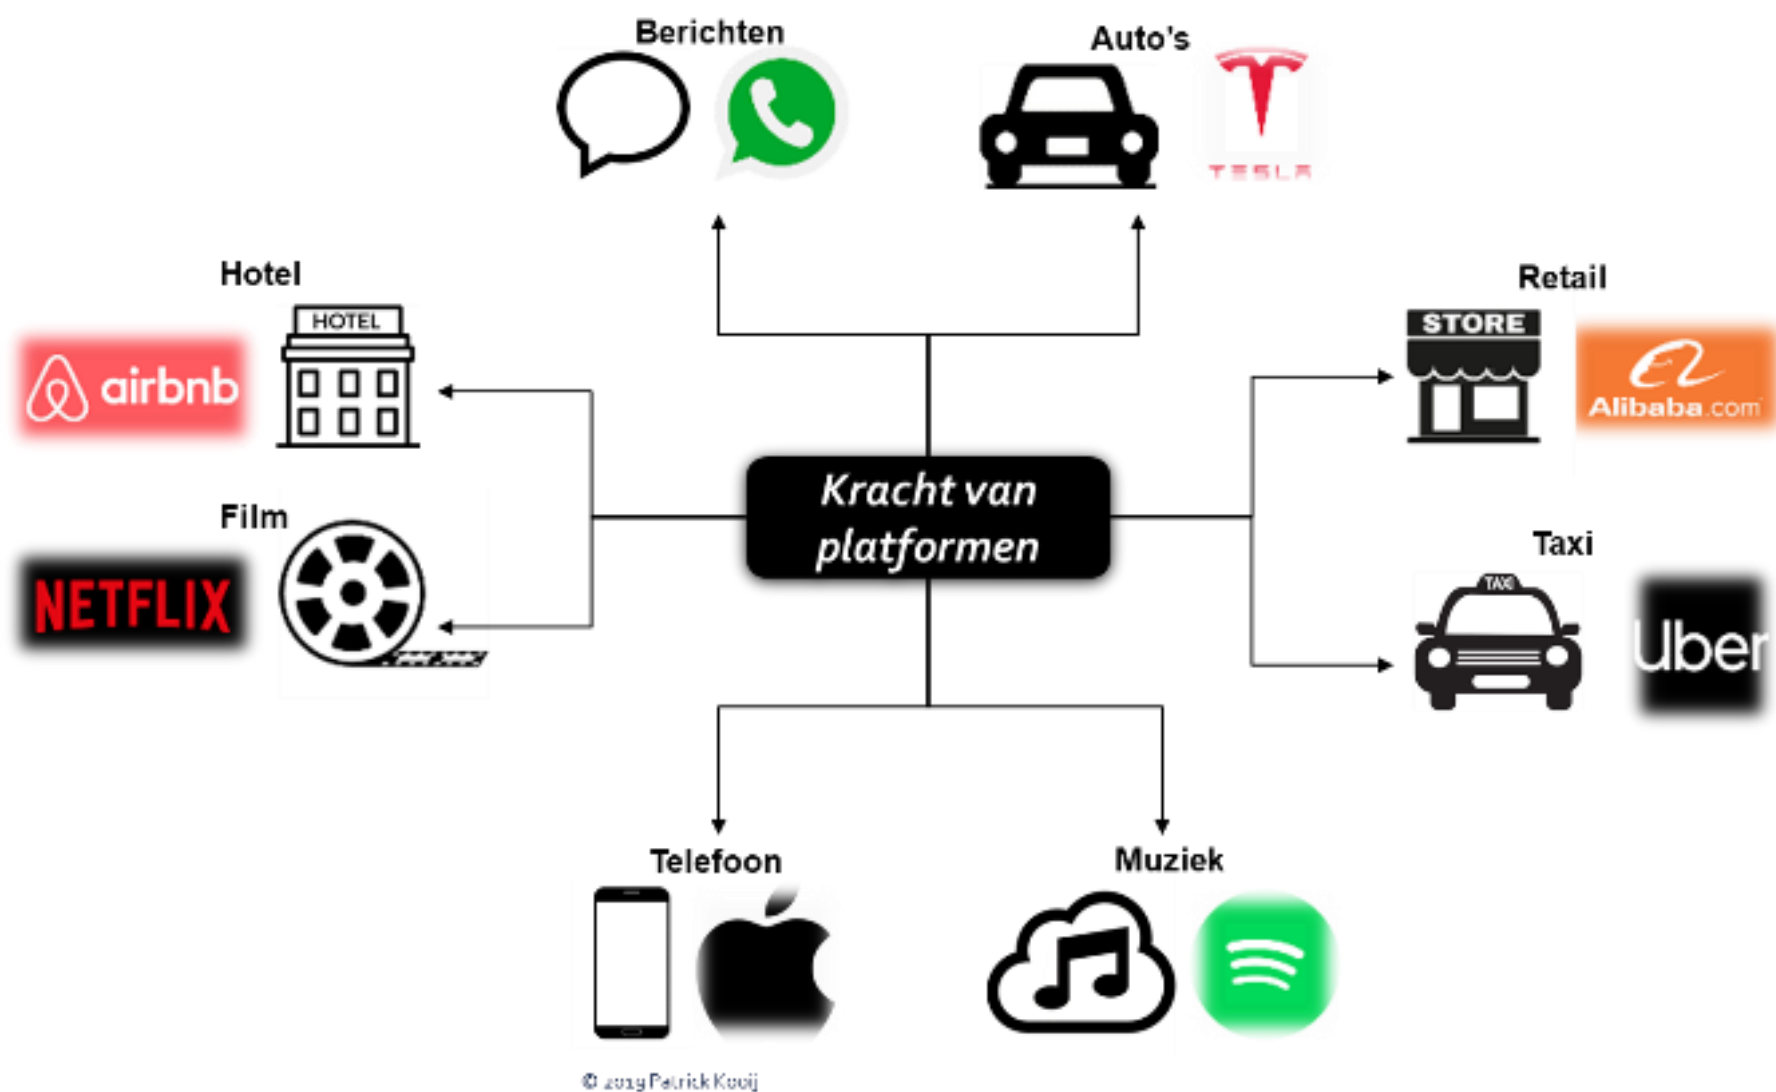 Berichten
Auto's
TESLA
Hotel
HOTEL
airbnb
Retail
STORE
Alibaba.com
Kracht van
platformen
Film
NETFLIX
Taxi
TAXI
Uber
Telefoon
Muziek
© 2019 Patrick Kooij